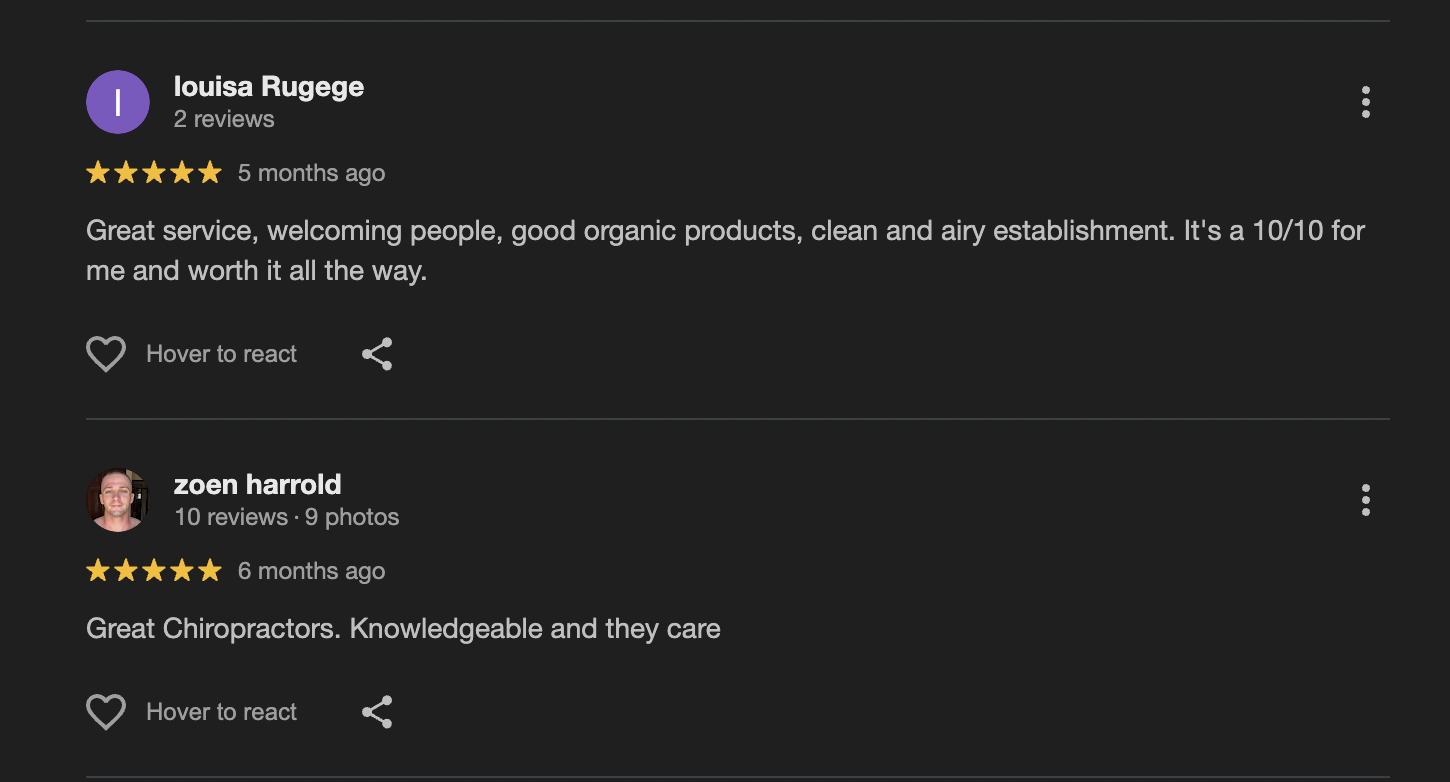 l
louisa Rugege
2 reviews
5 months ago
Great service, welcoming people, good organic products, clean and airy establishment. It's a 10/10 for
me and worth it all the way.
Hover to react
zoen harrold
10 reviews · 9 photos
6 months ago
Great Chiropractors. Knowledgeable and they care
Hover to react